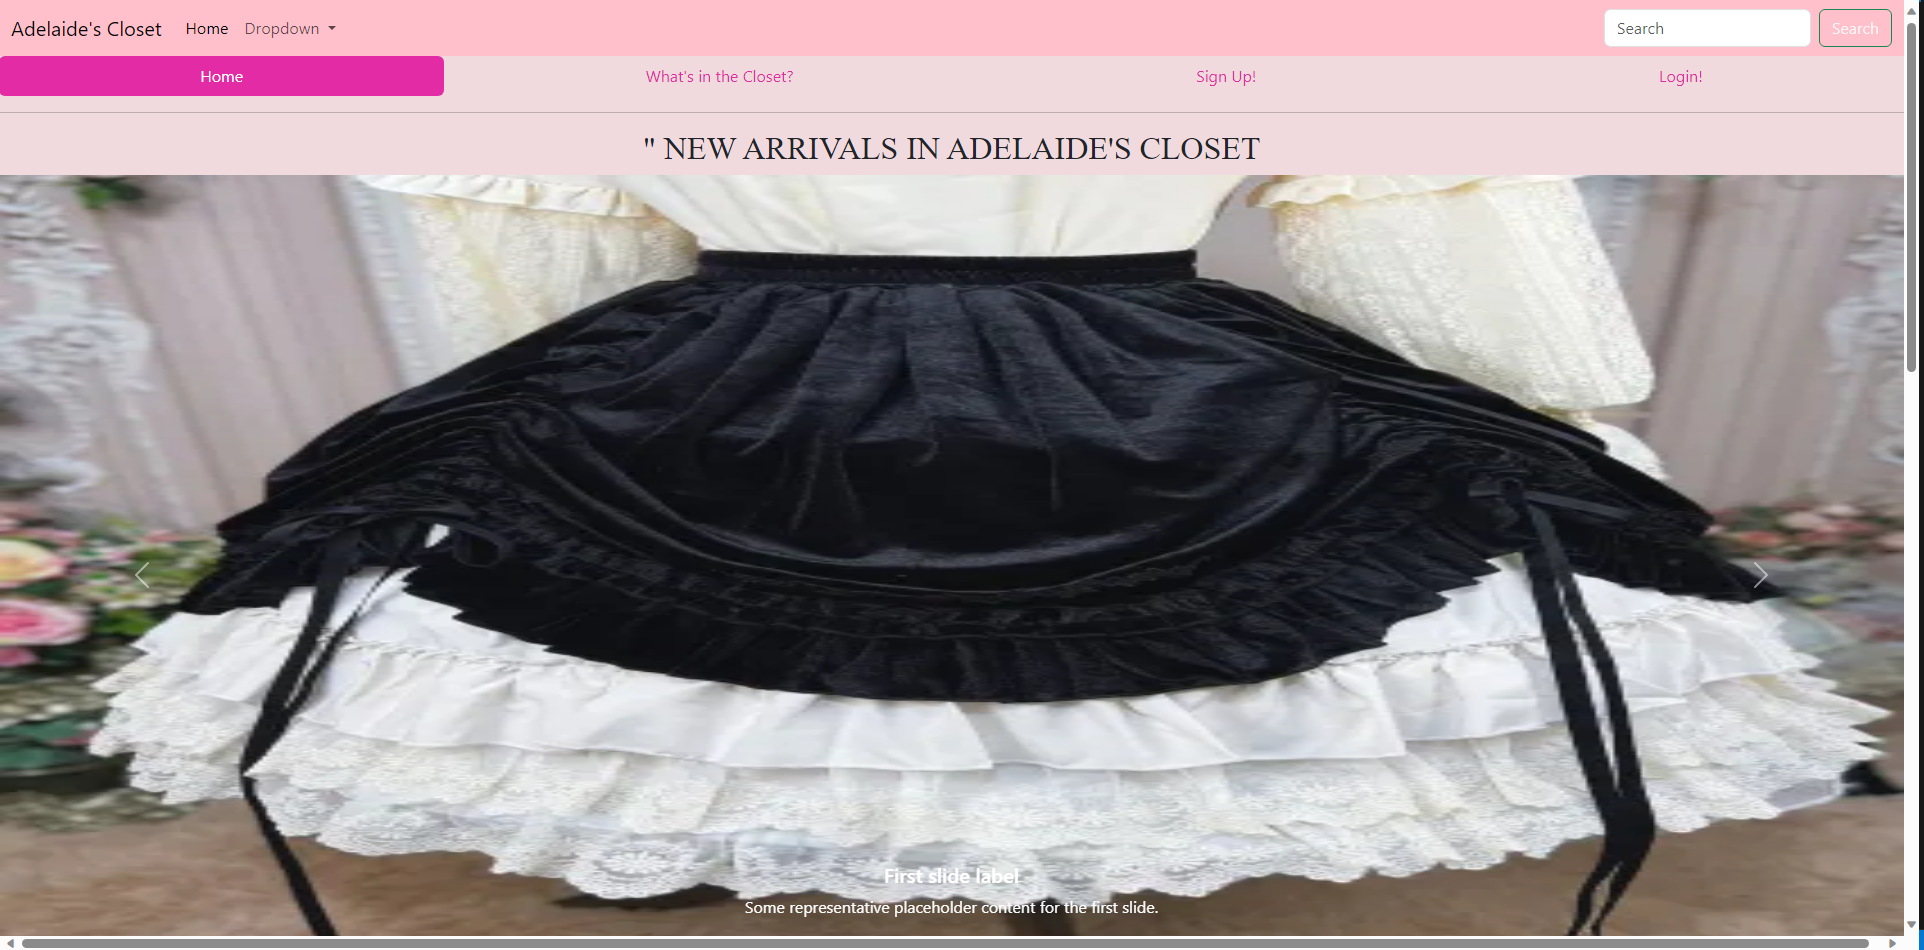 Adelaide's Closet Home Dropdown Search Search
Home What's in the Closet? Sign Up! Login!
" NEW ARRIVALS IN ADELAIDE'S CLOSET
First slide label
Some representative placeholder content for the first slide.